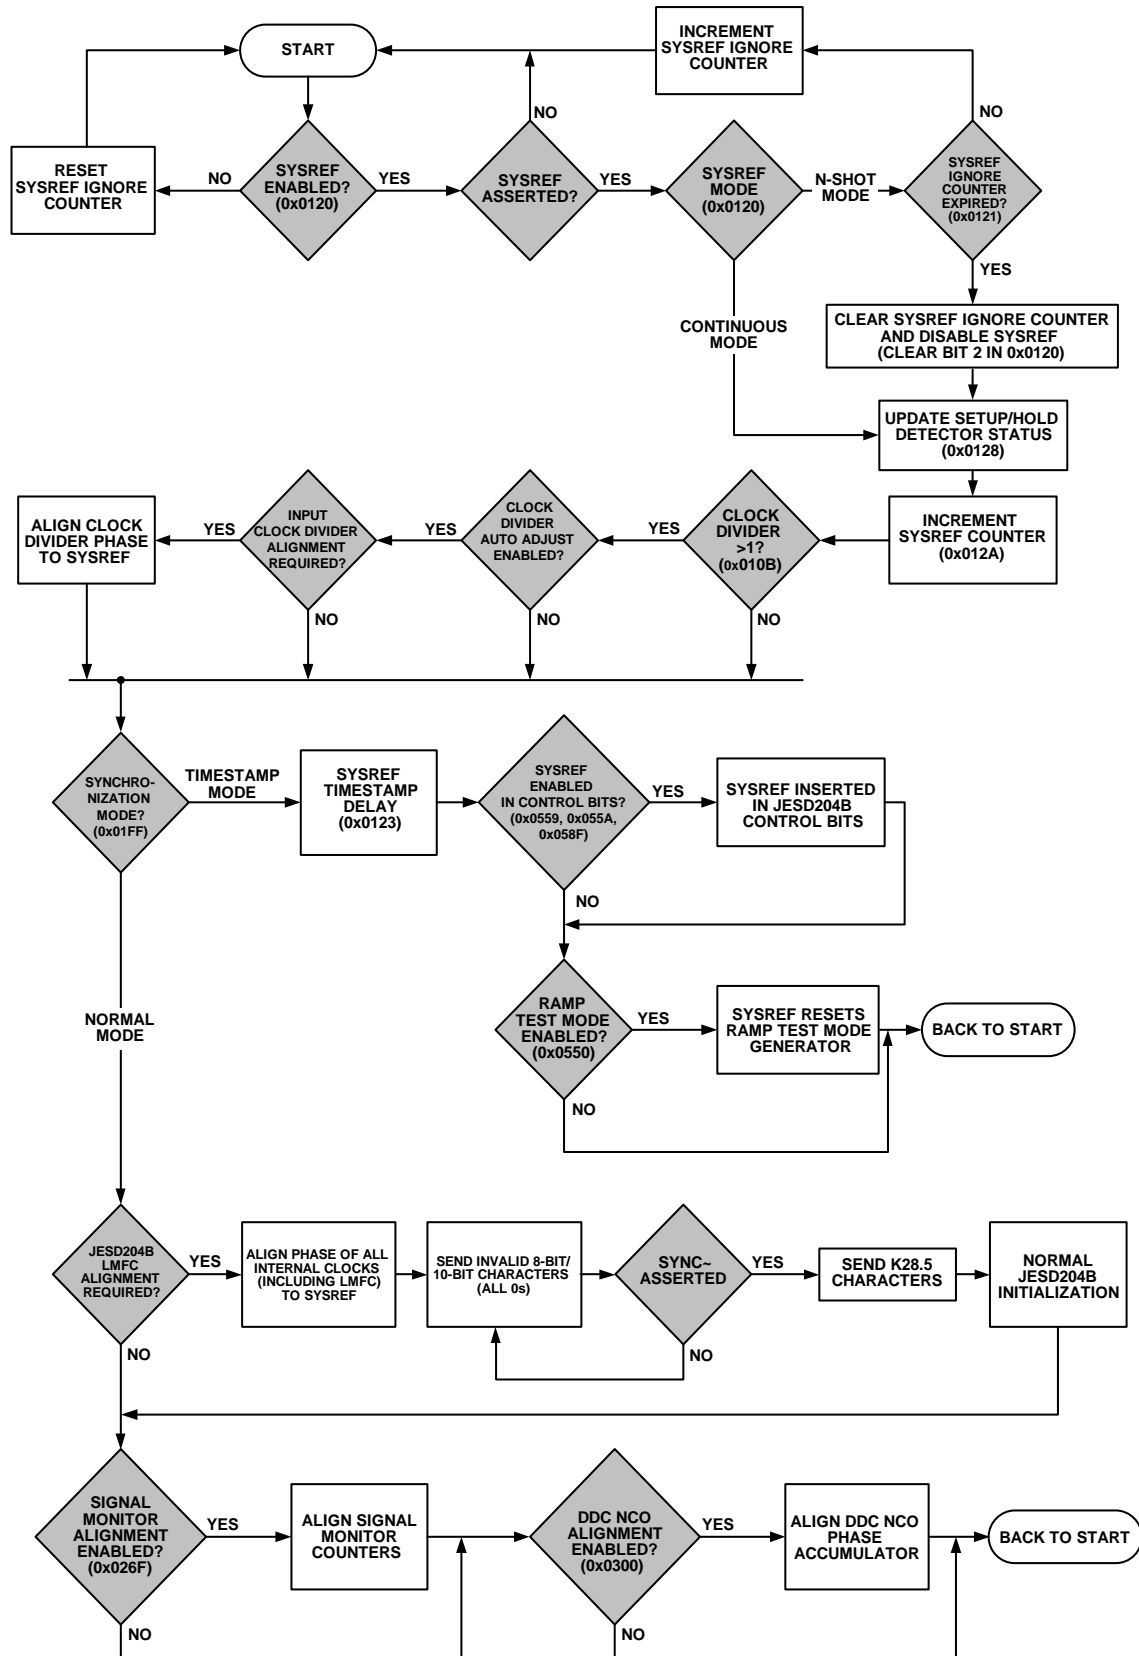 START
INCREMENT
SYSREF IGNORE
COUNTER
NO
NO
RESET
SYSREF IGNORE
COUNTER
NO
SYSREF
ENABLED?
(0x0120)
YES
SYSREF
ASSERTED?
YES
SYSREF
MODE
(0x0120)
N-SHOT
MODE
SYSREF
IGNORE
COUNTER
EXPIRED?
(0x0121)
YES
CONTINUOUS
MODE
CLEAR SYSREF IGNORE COUNTER
AND DISABLE SYSREF
(CLEAR BIT 2 IN 0x0120)
UPDATE SETUP/HOLD
DETECTOR STATUS
(0x0128)
ALIGN CLOCK
DIVIDER PHASE
TO SYSREF
YES
INPUT
CLOCK DIVIDER
ALIGNMENT
REQUIRED?
YES
CLOCK
DIVIDER
AUTO ADJUST
ENABLED?
YES
CLOCK
DIVIDER
>1?
(0x010B)
INCREMENT
SYSREF COUNTER
(0x012A)
NO
NO
NO
SYNCHRO-
NIZATION
MODE?
(0x01FF)
TIMESTAMP
MODE
SYSREF
TIMESTAMP
DELAY
(0x0123)
SYSREF
ENABLED
IN CONTROL BITS?
(0x0559, 0x055A,
0x058F)
YES
SYSREF INSERTED
IN JESD204B
CONTROL BITS
NO
NORMAL
MODE
RAMP
TEST MODE
ENABLED?
(0x0550)
YES
SYSREF RESETS
RAMP TEST MODE
GENERATOR
BACK TO START
NO
JESD204B
LMFC
ALIGNMENT
REQUIRED?
YES
ALIGN PHASE OF ALL
INTERNAL CLOCKS
(INCLUDING LMFC)
TO SYSREF
SEND INVALID 8-BIT/
10-BIT CHARACTERS
(ALL 0s)
SYNC~
ASSERTED
YES
SEND K28.5
CHARACTERS
NORMAL
JESD204B
INITIALIZATION
NO
NO
SIGNAL
MONITOR
ALIGNMENT
ENABLED?
(0x026F)
YES
ALIGN SIGNAL
MONITOR
COUNTERS
DDC NCO
ALIGNMENT
ENABLED?
(0x0300)
YES
ALIGN DDC NCO
PHASE
ACCUMULATOR
BACK TO START
NO
NO